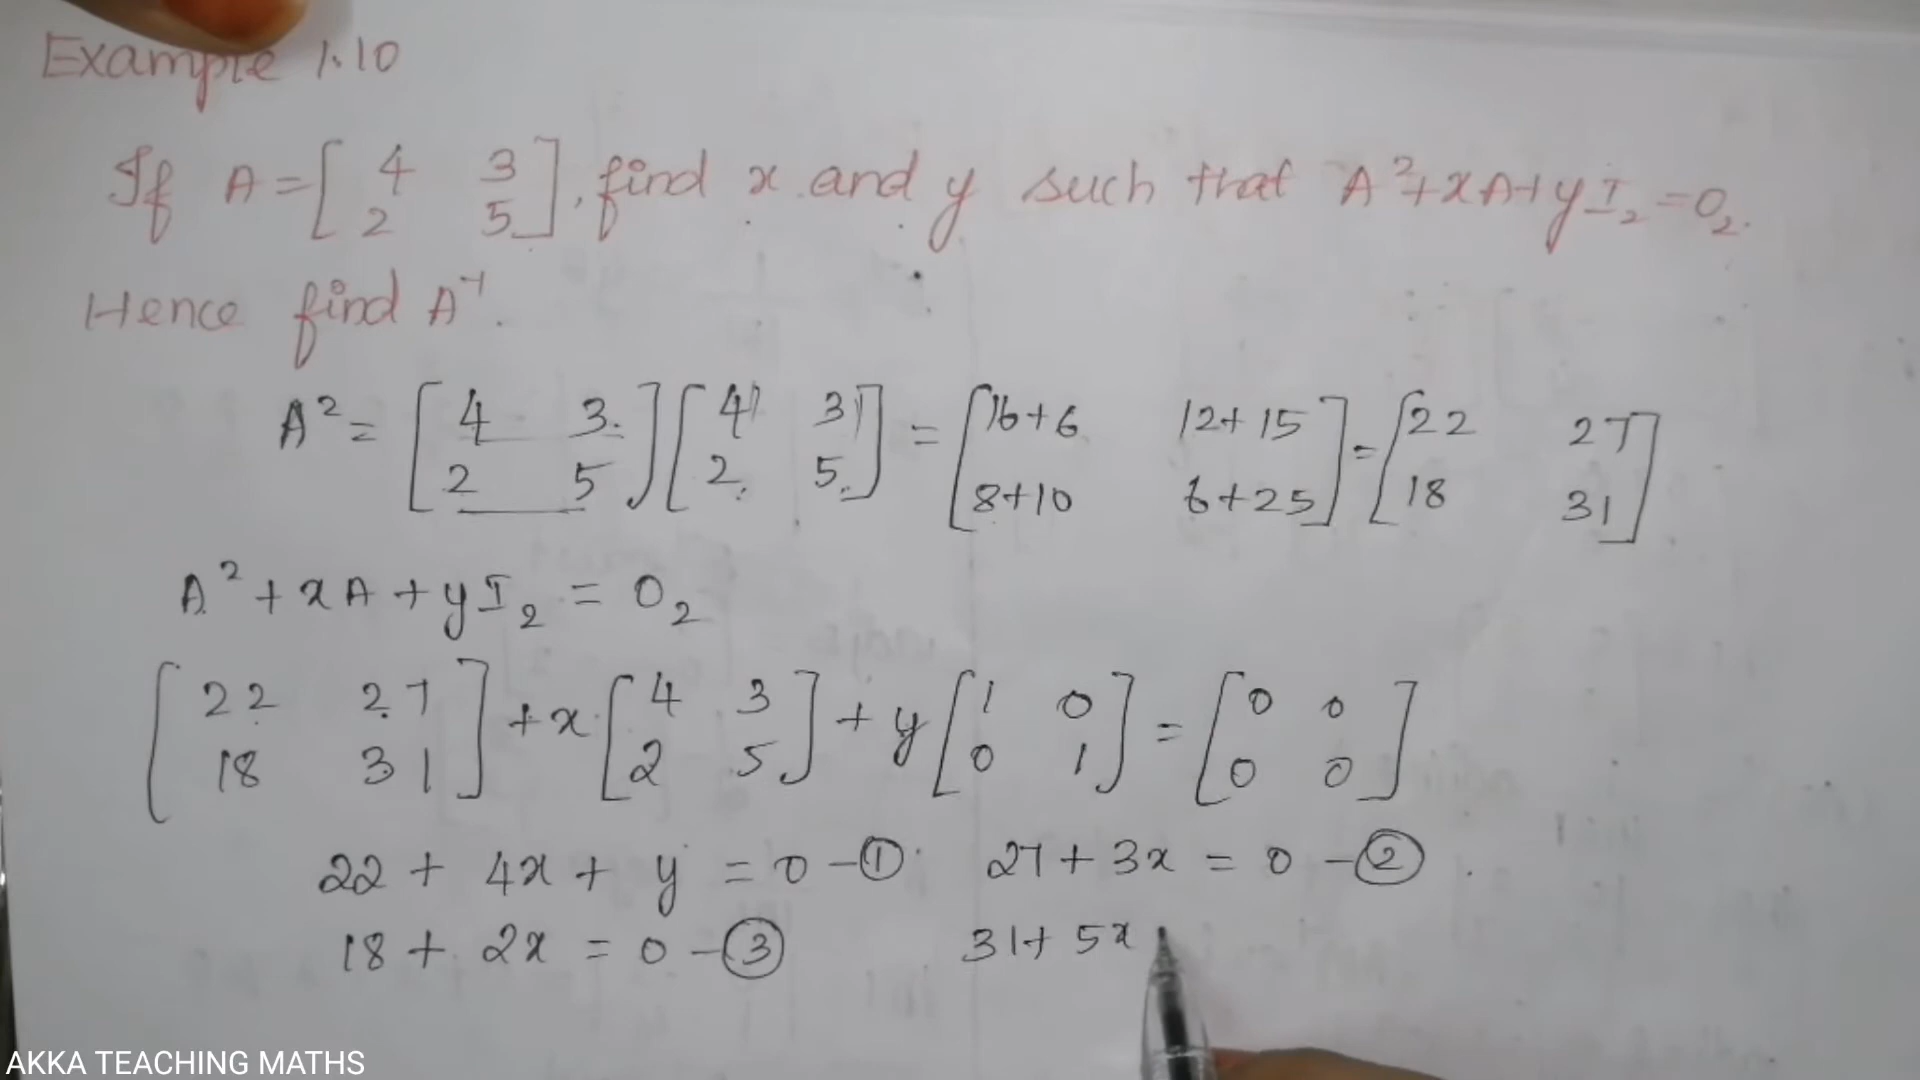 Example 1.10
If A = [ 4 3 ], find x and y such that A²+xA+yI₂=O₂.
2 5
Hence find A⁻¹.
A² = [ 4 3 ] [ 4 3 ] = [ 16+6 12+15 ] = [ 22 27 ]
2 5 2 5 8+10 6+25 18 31
A² + xA + yI₂ = O₂
[ 22 27 ] + x [ 4 3 ] + y [ 1 0 ] = [ 0 0 ]
18 31 2 5 0 1 0 0
22 + 4x + y = 0 - ① 27 + 3x = 0 - ②
18 + 2x = 0 - ③ 31 + 5x
AKKA TEACHING MATHS